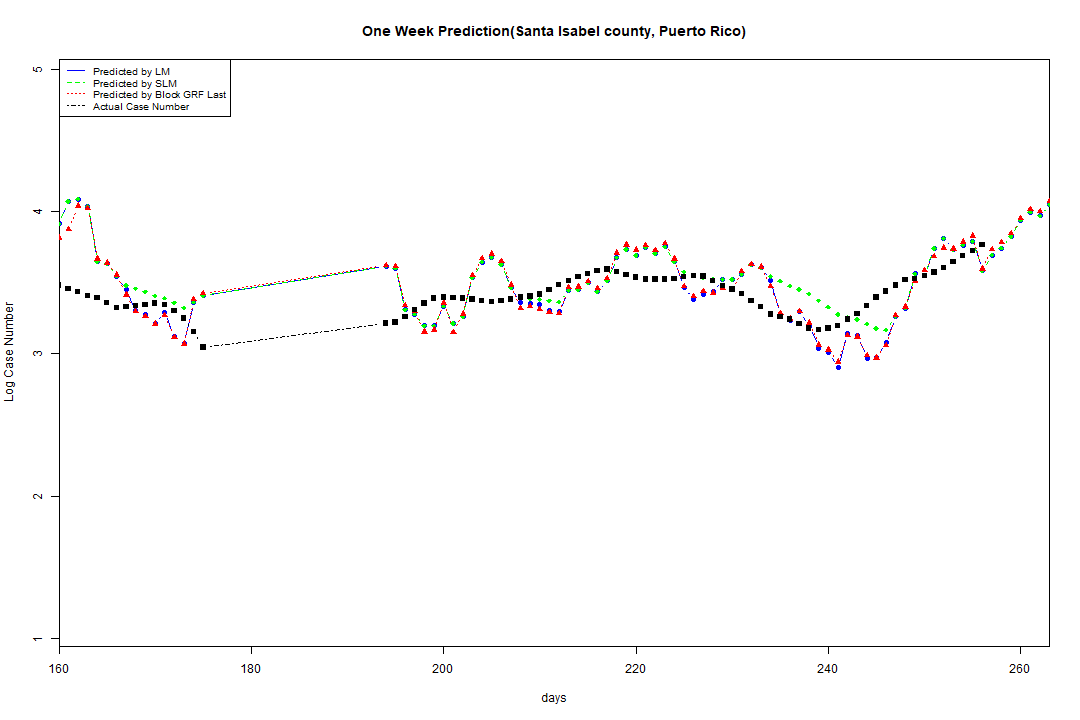 One Week Prediction(Santa Isabel county, Puerto Rico)
Predicted by LM
Predicted by SLM
Predicted by Block GRF Last
Actual Case Number
5
4
3
2
1
Log Case Number
160 180 200 220 240 260
days